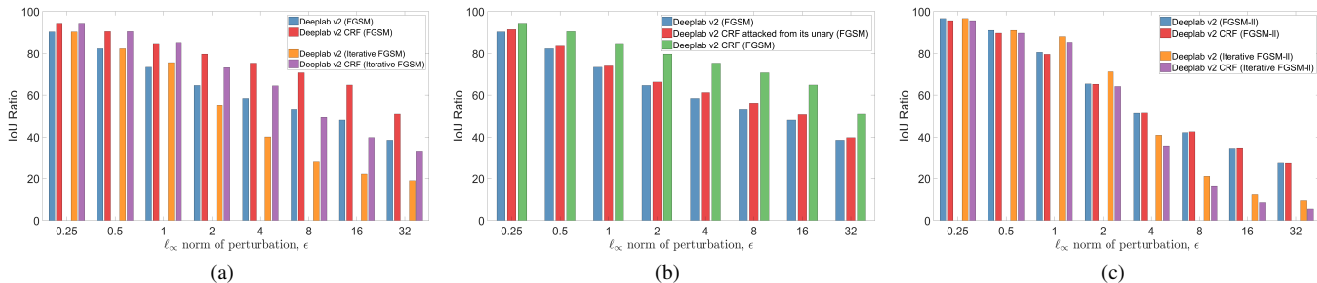 100
80
60
40
20
0
IoU Ratio
Deeplab v2 (FGSM)
Deeplab v2 CRF (FGSM)
Deeplab v2 (Iterative FGSM)
Deeplab v2 CRF (Iterative FGSM)
0.25 0.5 1 2 4 8 16 32
ℓ∞ norm of perturbation, ϵ
(a)
100
80
60
40
20
0
IoU Ratio
Deeplab v2 (FGSM)
Deeplab v2 CRF attacked from its unary (FGSM)
Deeplab v2 CRF (FGSM)
0.25 0.5 1 2 4 8 16 32
ℓ∞ norm of perturbation, ϵ
(b)
100
80
60
40
20
0
IoU Ratio
Deeplab v2 (FGSM-II)
Deeplab v2 CRF (FGSM-II)
Deeplab v2 (Iterative FGSM-II)
Deeplab v2 CRF (Iterative FGSM-II)
0.25 0.5 1 2 4 8 16 32
ℓ∞ norm of perturbation, ϵ
(c)